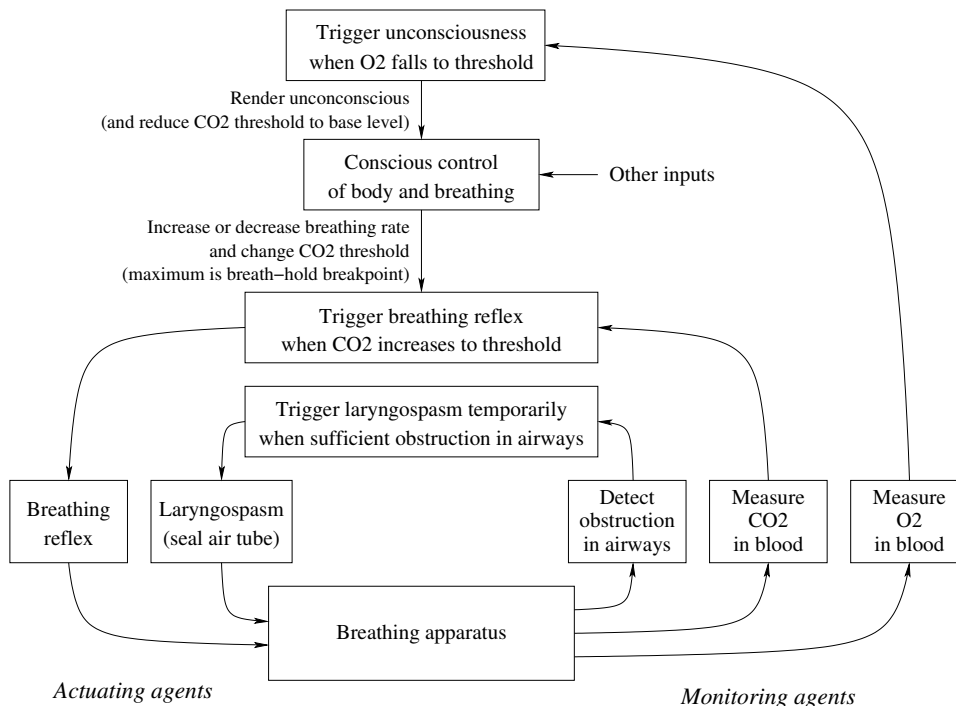 Trigger unconsciousness
when O2 falls to threshold
Render unconconscious
(and reduce CO2 threshold to base level)
Conscious control
of body and breathing
Other inputs
Increase or decrease breathing rate
and change CO2 threshold
(maximum is breath−hold breakpoint)
Trigger breathing reflex
when CO2 increases to threshold
Trigger laryngospasm temporarily
when sufficient obstruction in airways
Breathing
reflex
Laryngospasm
(seal air tube)
Detect
obstruction
in airways
Measure
CO2
in blood
Measure
O2
in blood
Breathing apparatus
Actuating agents
Monitoring agents